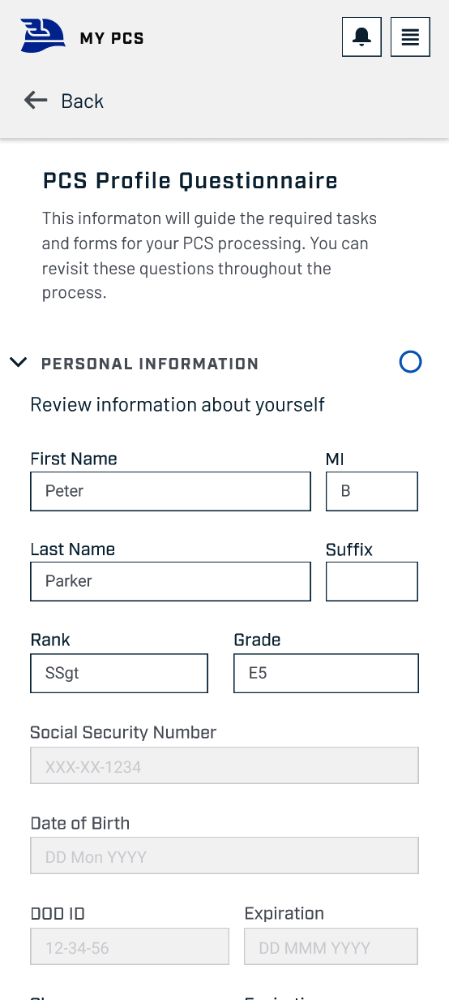 MY PCS
Back
PCS Profile Questionnaire
This informaton will guide the required tasks
and forms for your PCS processing. You can
revisit these questions throughout the
process.
PERSONAL INFORMATION
Review information about yourself
First Name
MI
Peter
B
Last Name
Suffix
Parker
Rank
Grade
SSgt
E5
Social Security Number
XXX-XX-1234
Date of Birth
DD Mon YYYY
DOD ID
Expiration
12-34-56
DD MMM YYYY